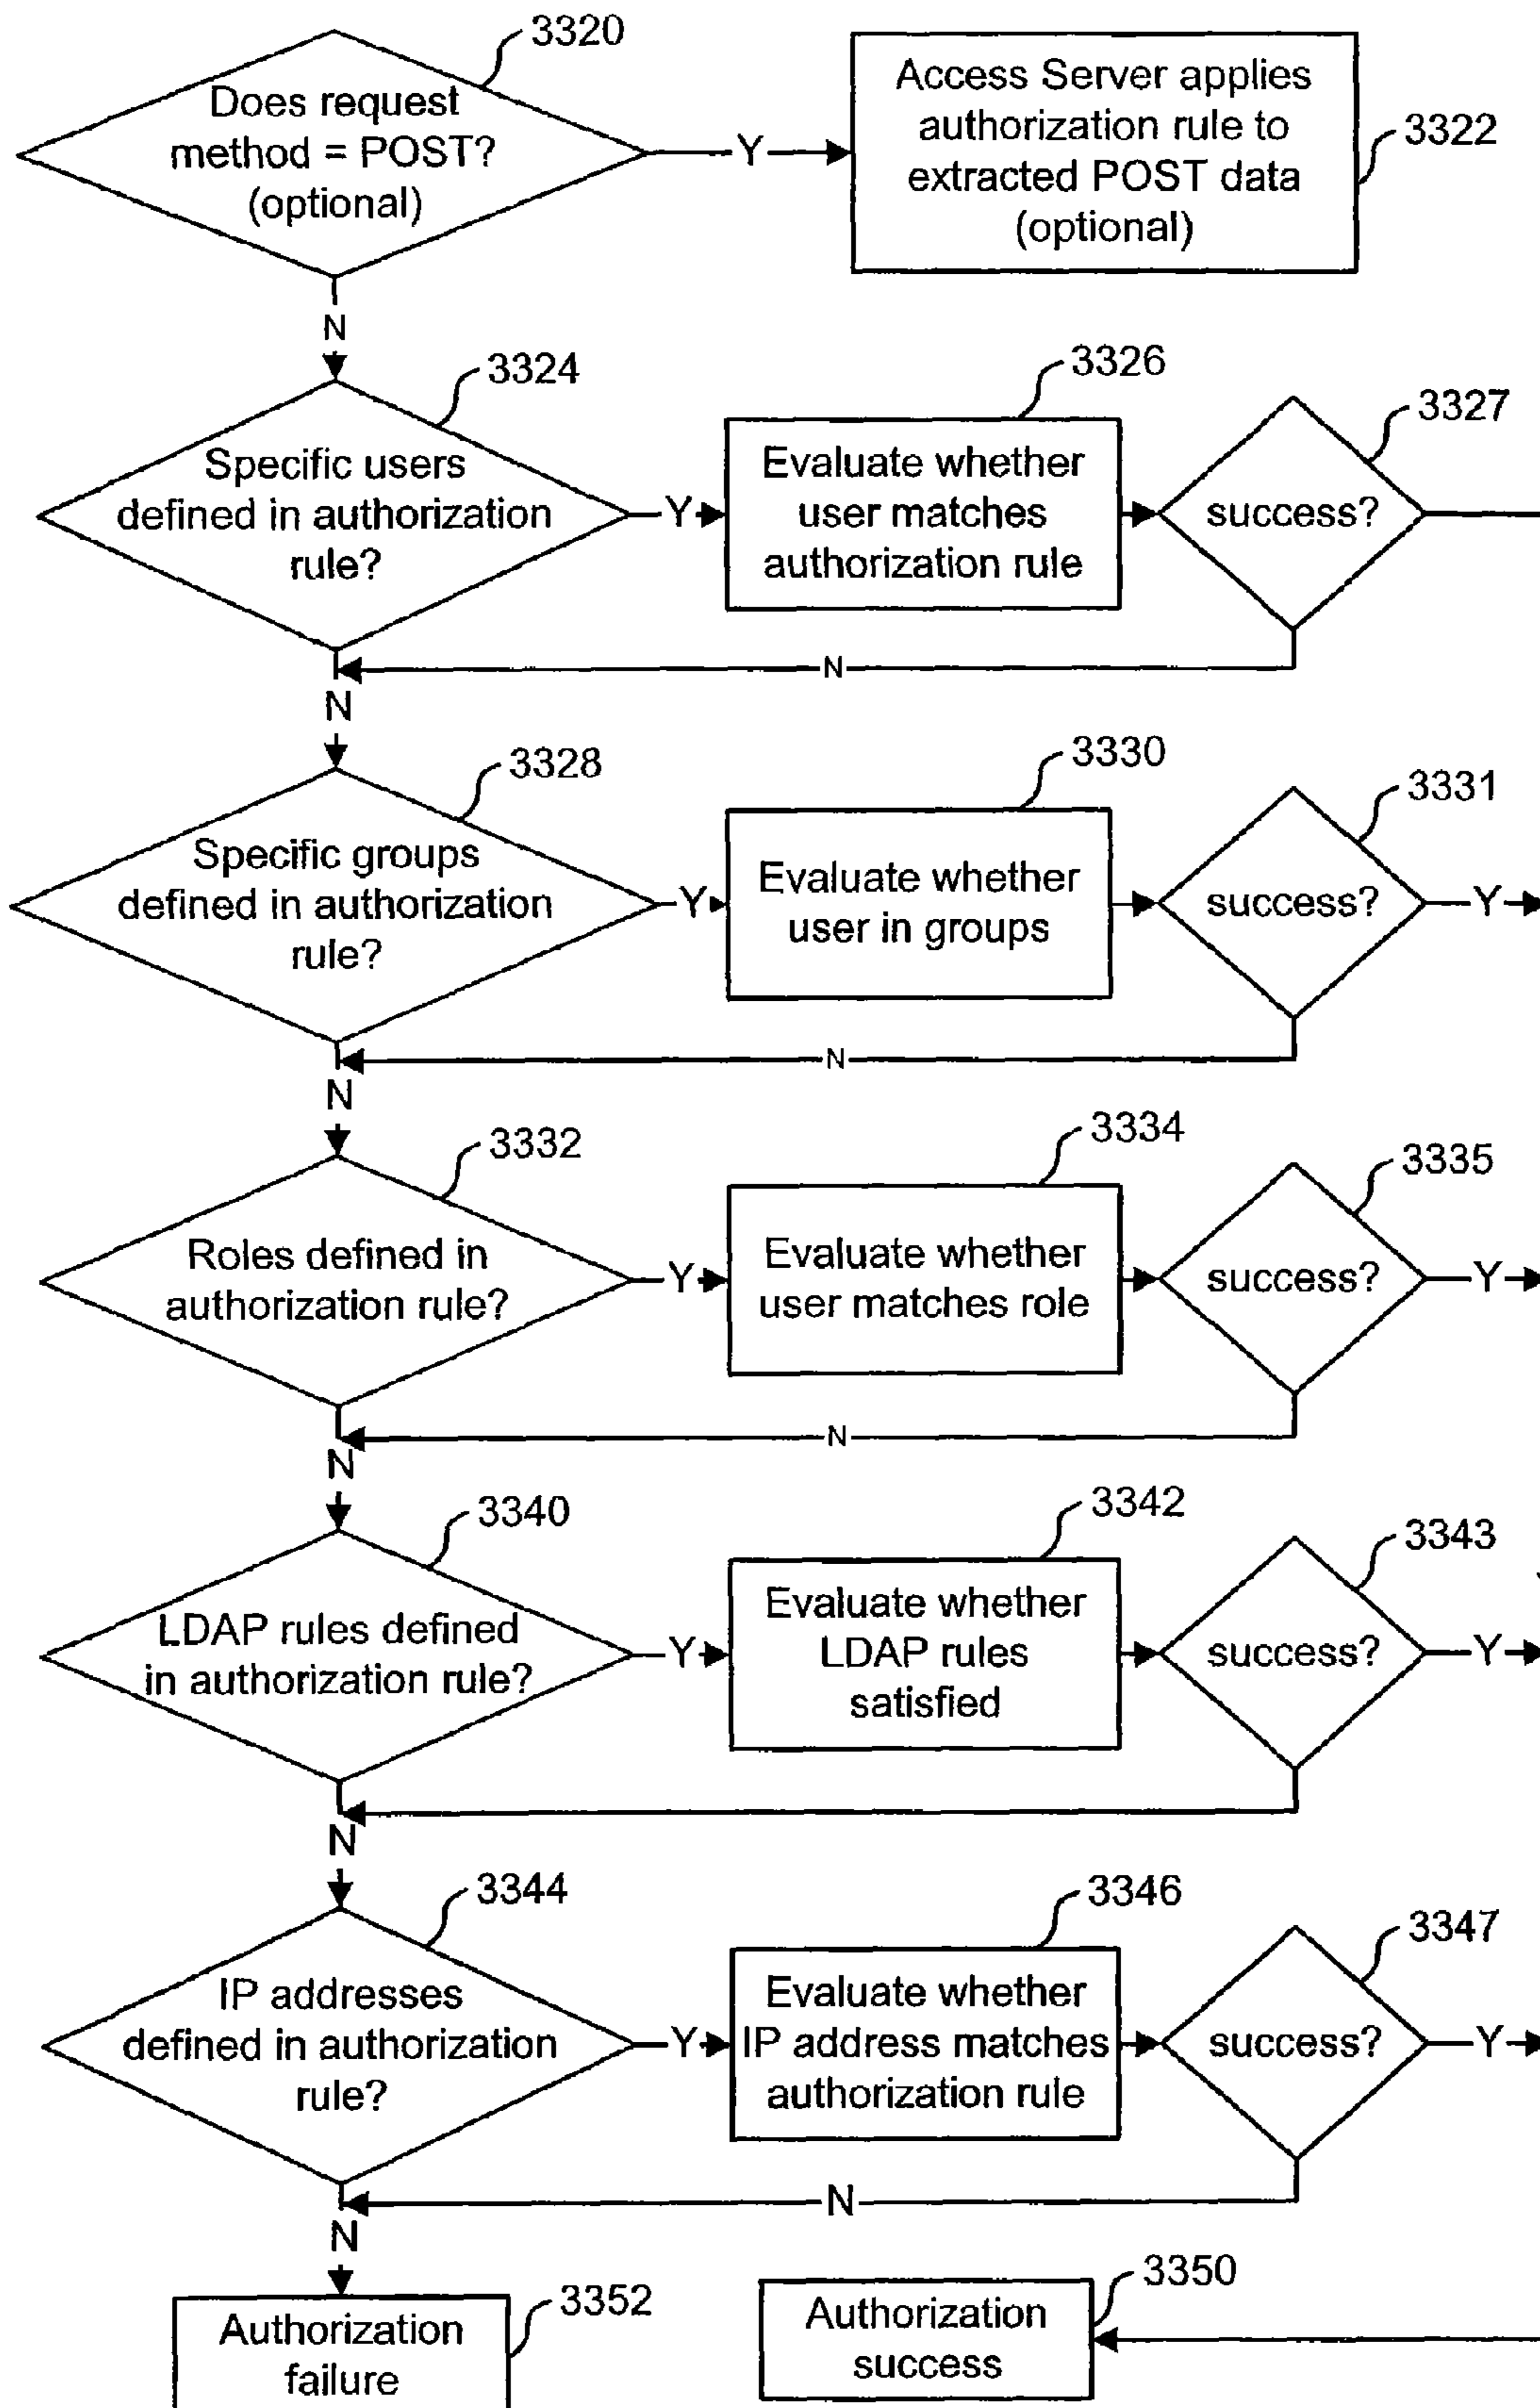 3320
Does request
method = POST?
(optional)
Y
Access Server applies
authorization rule to
extracted POST data
(optional)
3322
N
3324
Specific users
defined in authorization
rule?
Y
3326
Evaluate whether
user matches
authorization rule
3327
success?
N
N
3328
Specific groups
defined in authorization
rule?
Y
3330
Evaluate whether
user in groups
3331
success?
Y
N
N
3332
Roles defined in
authorization rule?
Y
3334
Evaluate whether
user matches role
3335
success?
Y
N
N
3340
LDAP rules defined
in authorization rule?
Y
3342
Evaluate whether
LDAP rules
satisfied
3343
success?
Y
N
3344
IP addresses
defined in authorization
rule?
Y
3346
Evaluate whether
IP address matches
authorization rule
3347
success?
Y
N
N
3352
Authorization
failure
3350
Authorization
success